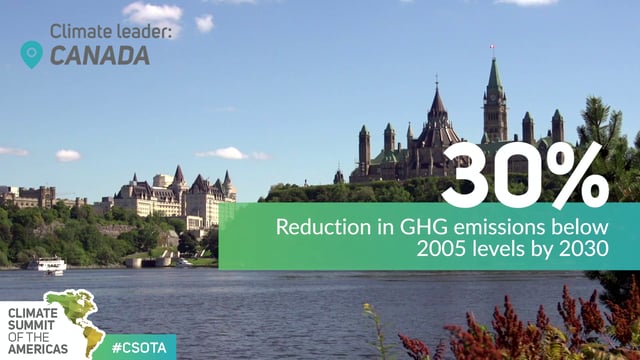 Climate leader:
CANADA
30%
Reduction in GHG emissions below
2005 levels by 2030
CLIMATE
SUMMIT
OF THE
AMERICAS
#CSOTA